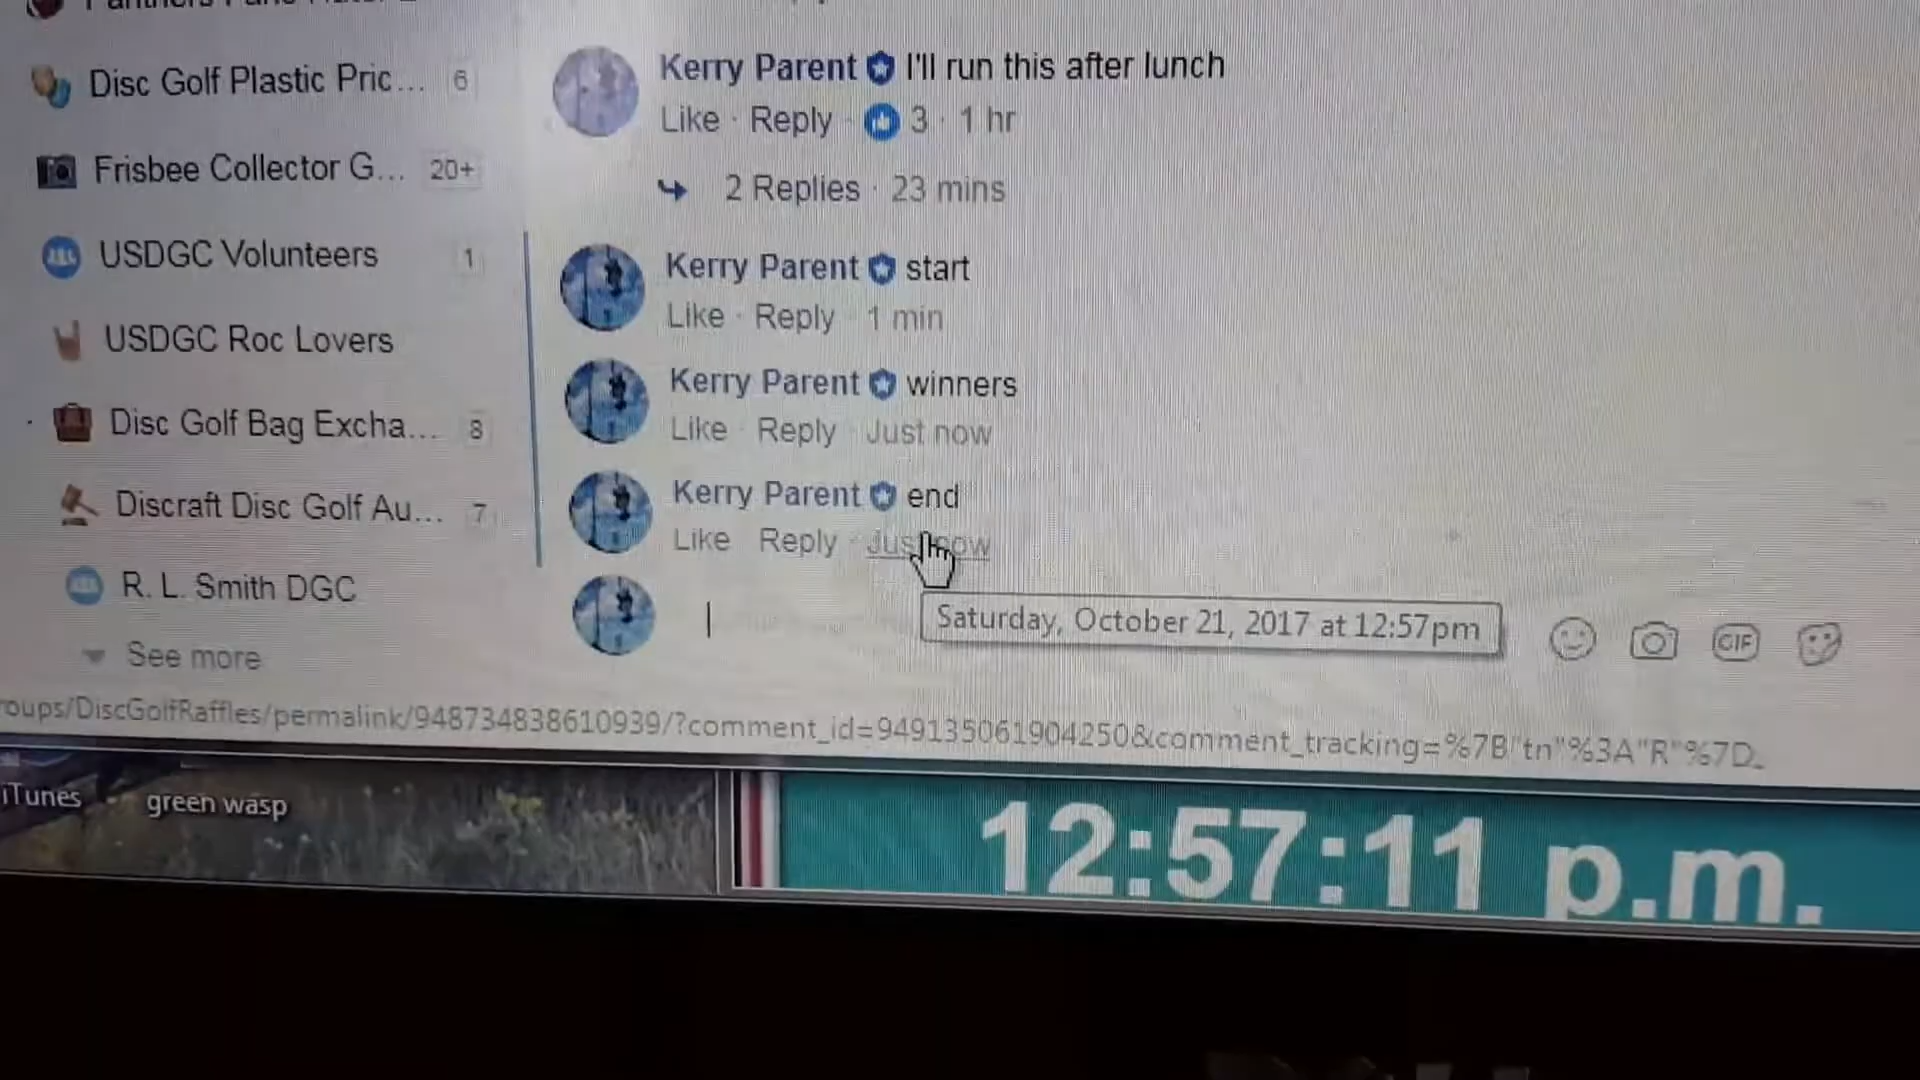 Disc Golf Plastic Pric... 6
Frisbee Collector G... 20+
USDGC Volunteers 1
USDGC Roc Lovers
Disc Golf Bag Excha... 8
Discraft Disc Golf Au... 7
R. L. Smith DGC
See more
Kerry Parent I'll run this after lunch
Like · Reply · 3 · 1 hr
2 Replies · 23 mins
Kerry Parent start
Like · Reply · 1 min
Kerry Parent winners
Like · Reply · Just now
Kerry Parent end
Like · Reply · Just now
Saturday, October 21, 2017 at 12:57pm
GIF
roups/DiscGolfRaffles/permalink/948734838610939/?comment_id=949135061904250&comment_tracking=%7B"tn"%3A"R"%7D
iTunes
green wasp
12:57:11 p.m.